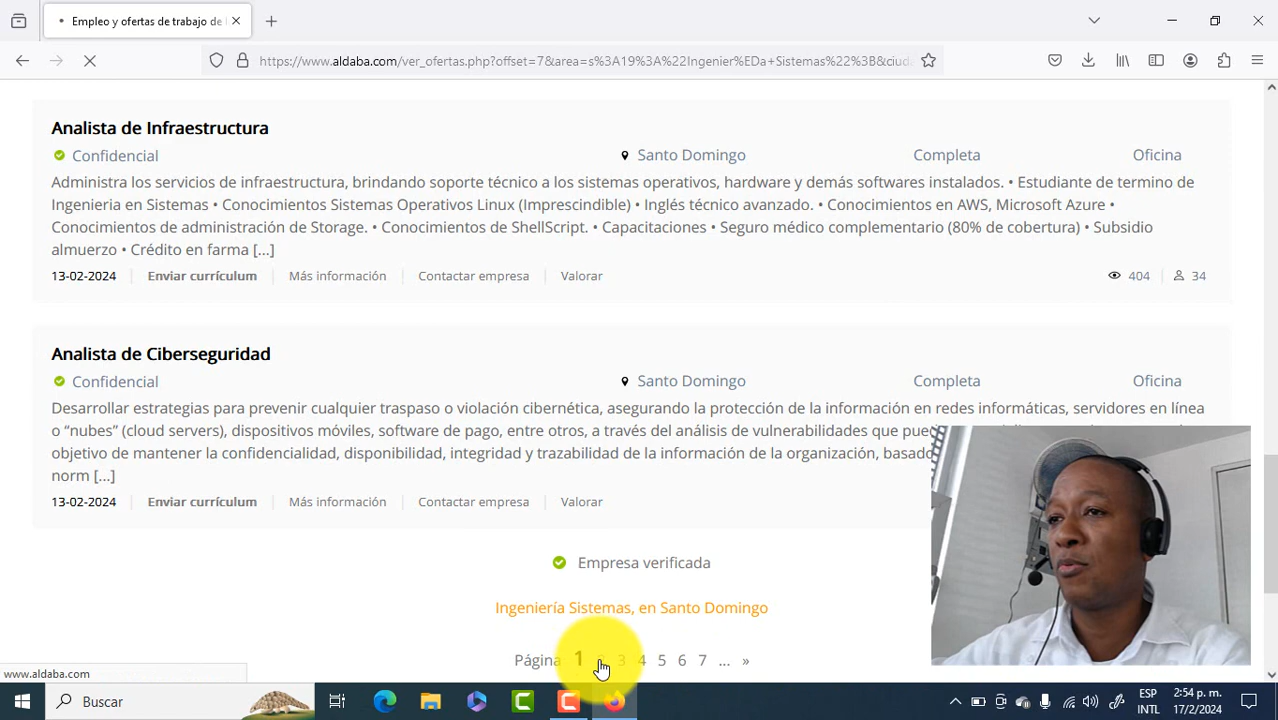 Empleo y ofertas de trabajo de
https://www.aldaba.com/ver_ofertas.php?offset=7&area=s%3A19%3A%22Ingenier%EDa+Sistemas%22%3B&ciud
Analista de Infraestructura
Confidencial Santo Domingo Completa Oficina
Administra los servicios de infraestructura, brindando soporte técnico a los sistemas operativos, hardware y demás softwares instalados. • Estudiante de termino de
Ingenieria en Sistemas • Conocimientos Sistemas Operativos Linux (Imprescindible) • Inglés técnico avanzado. • Conocimientos en AWS, Microsoft Azure •
Conocimientos de administración de Storage. • Conocimientos de ShellScript. • Capacitaciones • Seguro médico complementario (80% de cobertura) • Subsidio
almuerzo • Crédito en farma [...]
13-02-2024 Enviar currículum Más información Contactar empresa Valorar 404 34
Analista de Ciberseguridad
Confidencial Santo Domingo Completa Oficina
Desarrollar estrategias para prevenir cualquier traspaso o violación cibernética, asegurando la protección de la información en redes informáticas, servidores en línea
o “nubes” (cloud servers), dispositivos móviles, software de pago, entre otros, a través del análisis de vulnerabilidades que
objetivo de mantener la confidencialidad, disponibilidad, integridad y trazabilidad de la información de la organización,
norm [...]
13-02-2024 Enviar currículum Más información Contactar empresa Valorar
Empresa verificada
Ingeniería Sistemas, en Santo Domingo
Página 1 2 3 4 5 6 7 ... »
www.aldaba.com
Buscar
ESP
INTL
2:54 p. m.
17/2/2024